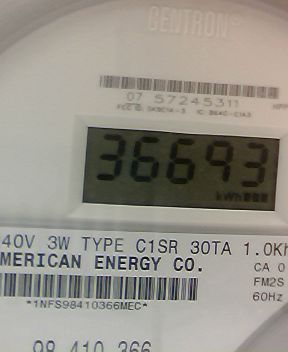 CENTRON®
07 57245311
36693
kWh
40V 3W TYPE C1SR 30TA 1.0Kh
MERICAN ENERGY CO.
CA 0
FM2S
60Hz
*1NFS98410366MEC*
98 410 366